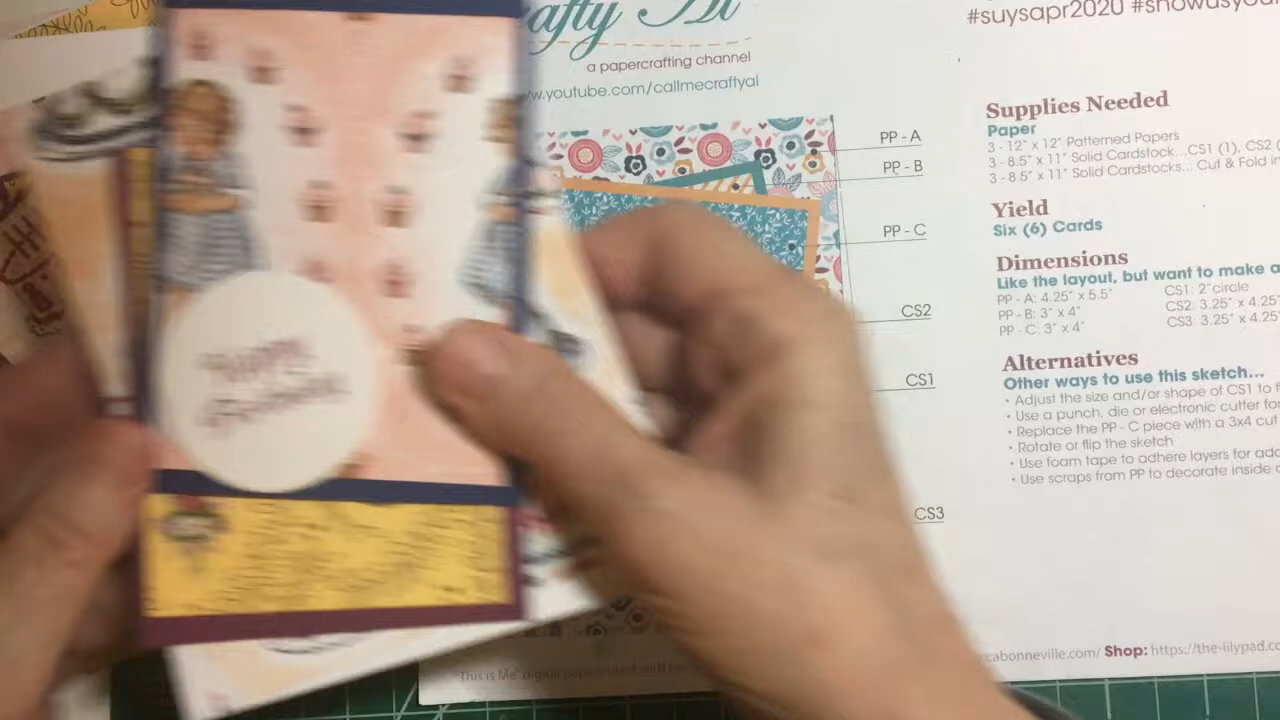 #suysapr2020
a papercrafting channel
.youtube.com/callmecraftyal
PP - A
PP - B
PP - C
CS2
CS1
CS3
Supplies Needed
Paper
3 - 12" x 12" Patterned Papers
3 - 8.5" x 11" Solid Cardstock...CS1 (1), CS2
3 - 8.5" x 11" Solid Cardstocks... Cut & Fold
Yield
Six (6) Cards
Dimensions
Like the layout, but want to make a
PP - A: 4.25" x 5.5" CS1: 2" circle
PP - B: 3" x 4" CS2: 3.25" x 4.25"
PP - C: 3" x 4" CS3: 3.25" x 4.25"
Alternatives
Other ways to use this sketch...
• Adjust the size and/or shape of CS1 to
• Use a punch, die or electronic cutter for
• Replace the PP - C piece with a 3x4 cut
• Rotate or flip the sketch
• Use foam tape to adhere layers for
• Use scraps from PP to decorate inside
cabonneville.com/ Shop: https://the-lilypad.co
"This is Me" digital